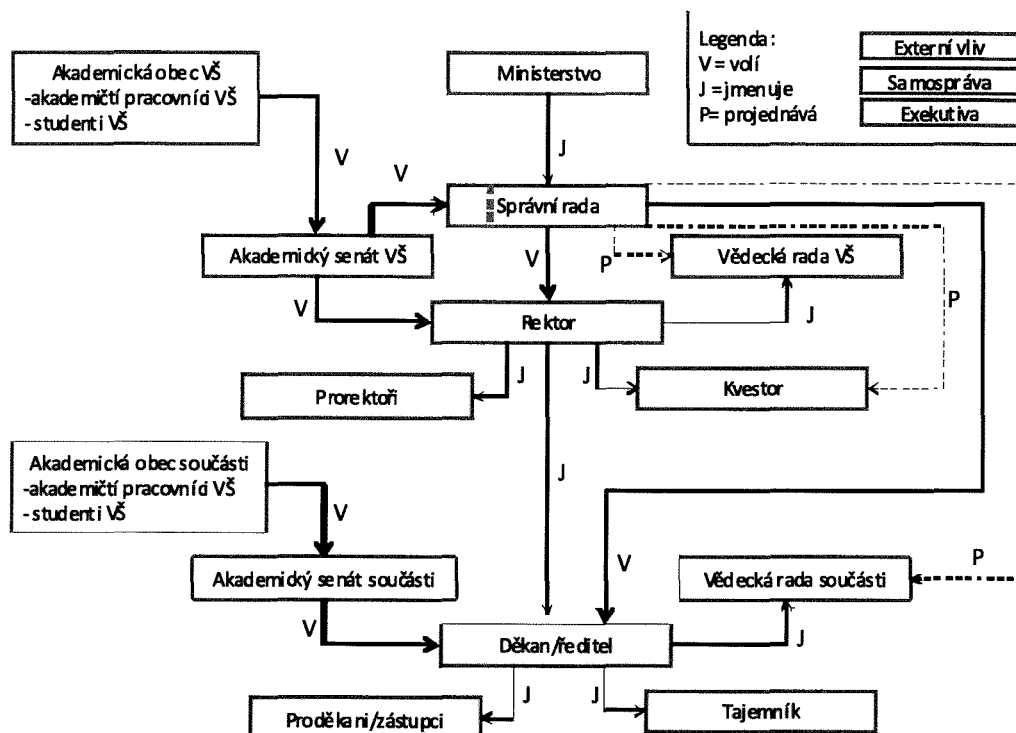 Legenda:
V = volí
J = jmenuje
P= projednává
Externí vliv
Samospráva
Exekutiva
Akademická obec VŠ
-akademičtí pracovníci VŠ
- studenti VŠ
Ministerstvo
V
V
J
Správní rada
Akademický senát VŠ
V
V
P
Vědecká rada VŠ
P
Rektor
J
J
J
Prorektoři
Kvestor
Akademická obec součásti
-akademičtí pracovníci VŠ
- studenti VŠ
J
V
Akademický senát součásti
V
Vědecká rada součásti
P
V
Děkan/ředitel
J
J
J
Proděkani/zástupci
Tajemník